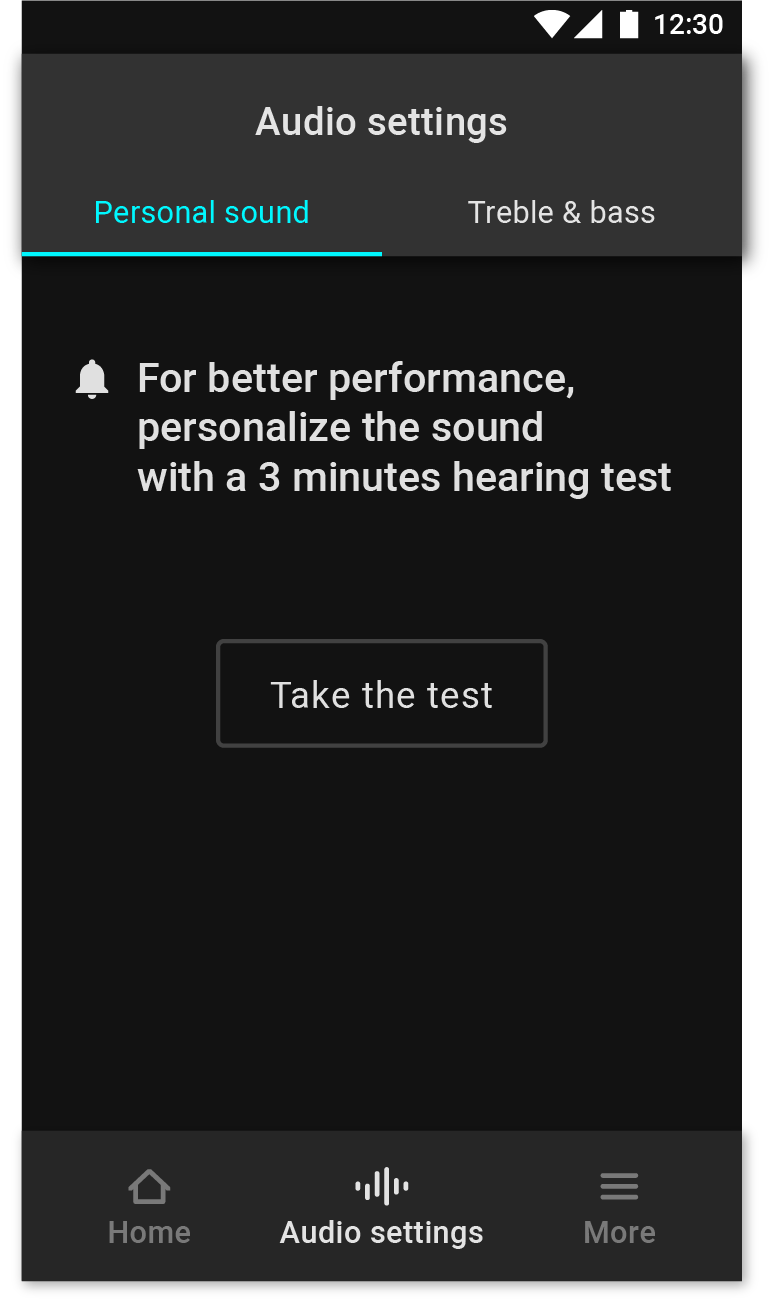 12:30
Audio settings
Personal sound
Treble & bass
For better performance,
personalize the sound
with a 3 minutes hearing test
Take the test
Home
Audio settings
More